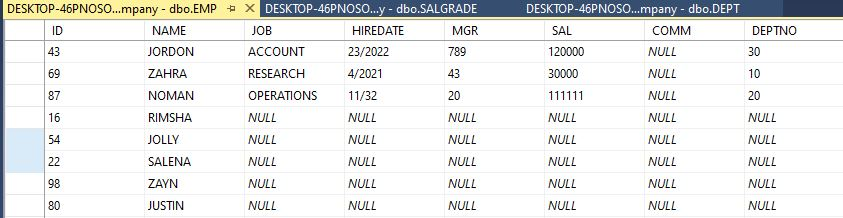 DESKTOP-46PNOSO...mpany - dbo.EMP DESKTOP-46PNOSO...y - dbo.SALGRADE DESKTOP-46PNOSO...mpany - dbo.DEPT
ID NAME JOB HIREDATE MGR SAL COMM DEPTNO
43 JORDON ACCOUNT 23/2022 789 120000 NULL 30
69 ZAHRA RESEARCH 4/2021 43 30000 NULL 10
87 NOMAN OPERATIONS 11/32 20 111111 NULL 20
16 RIMSHA NULL NULL NULL NULL NULL NULL
54 JOLLY NULL NULL NULL NULL NULL NULL
22 SALENA NULL NULL NULL NULL NULL NULL
98 ZAYN NULL NULL NULL NULL NULL NULL
80 JUSTIN NULL NULL NULL NULL NULL NULL